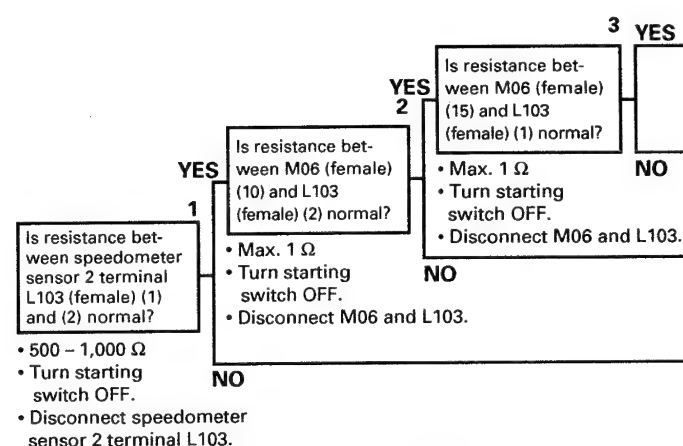 1
Is resistance bet-
ween speedometer
sensor 2 terminal
L103 (female) (1)
and (2) normal?
• 500 – 1,000 Ω
• Turn starting
switch OFF.
• Disconnect speedometer
sensor 2 terminal L103.
YES
NO
2
Is resistance bet-
ween M06 (female)
(10) and L103
(female) (2) normal?
• Max. 1 Ω
• Turn starting
switch OFF.
• Disconnect M06 and L103.
YES
NO
3
Is resistance bet-
ween M06 (female)
(15) and L103
(female) (1) normal?
• Max. 1 Ω
• Turn starting
switch OFF.
• Disconnect M06 and L103.
YES
NO